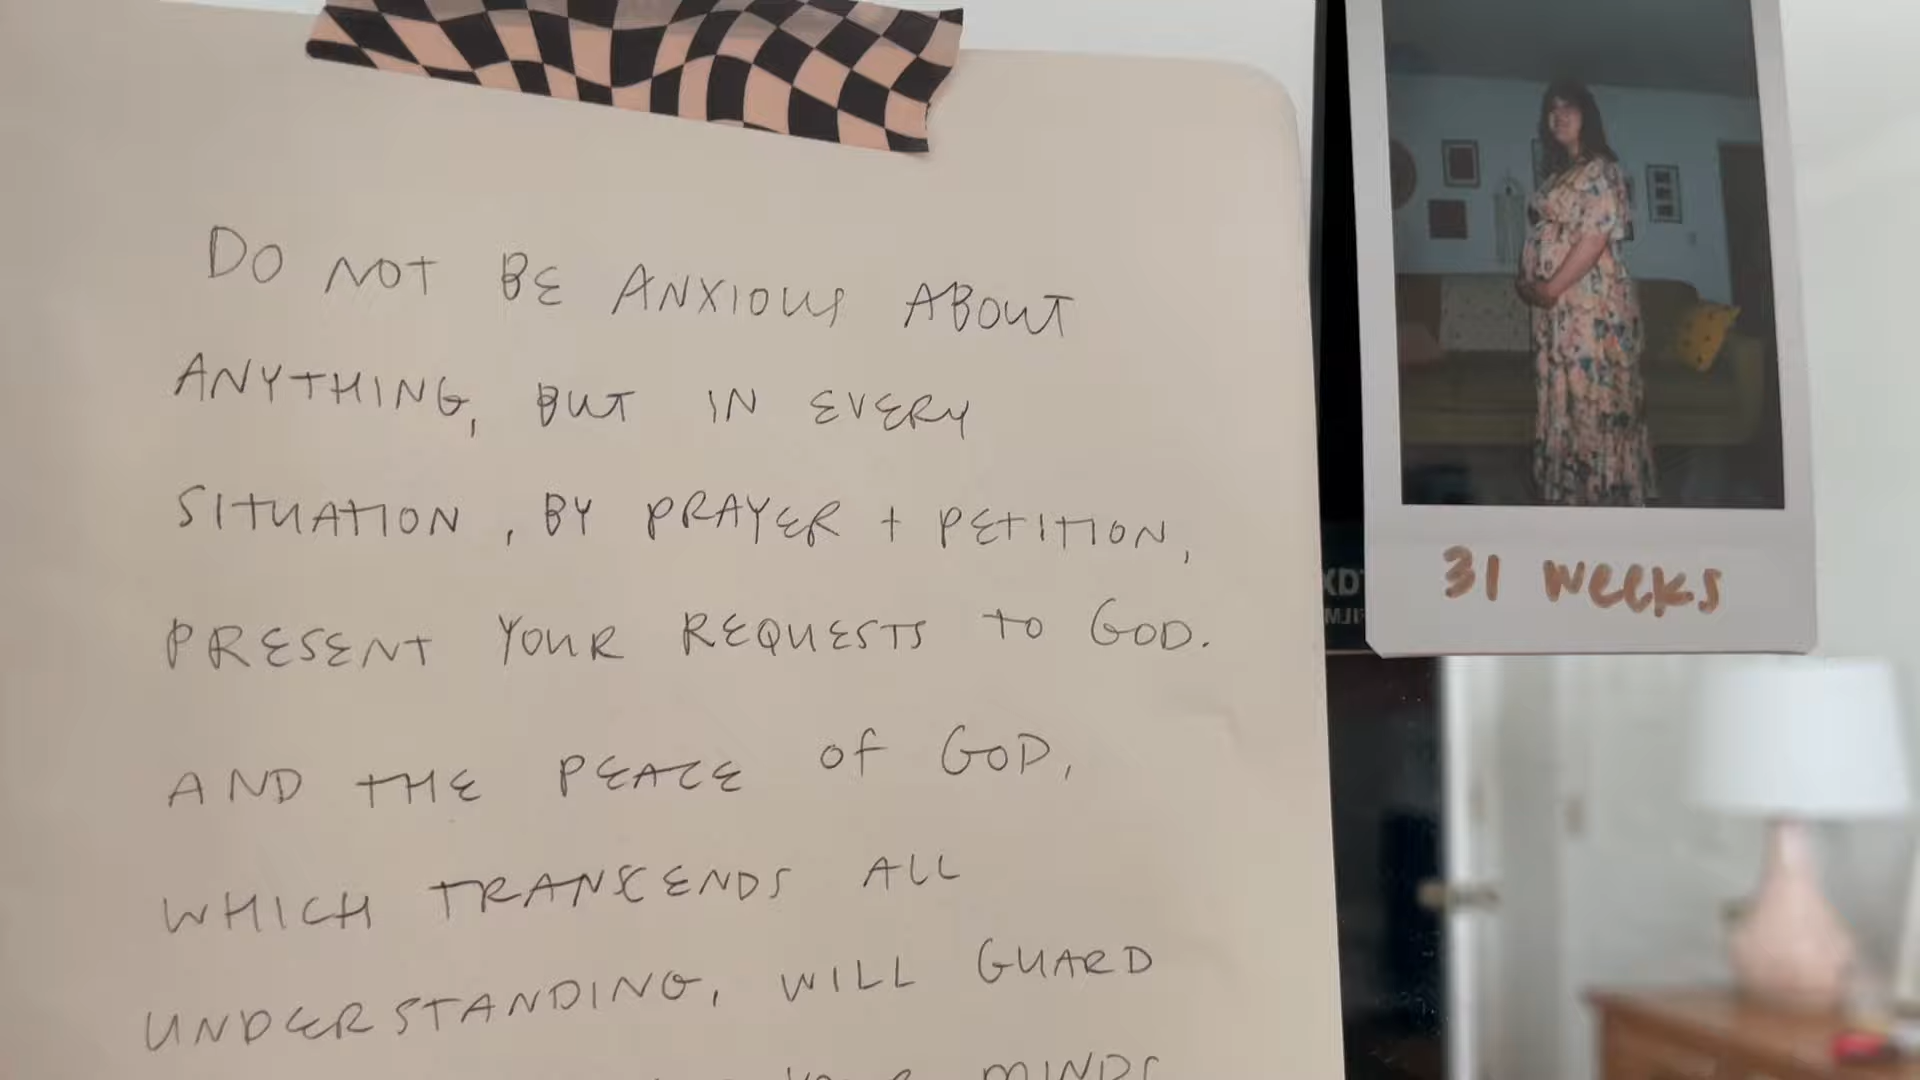 DO NOT BE ANXIOUS ABOUT
ANYTHING, BUT IN EVERY
SITUATION, BY PRAYER + PETITION,
PRESENT YOUR REQUESTS TO GOD.
AND THE PEACE OF GOD,
WHICH TRANSCENDS ALL
UNDERSTANDING, WILL GUARD
MINDS
31 WEEKS